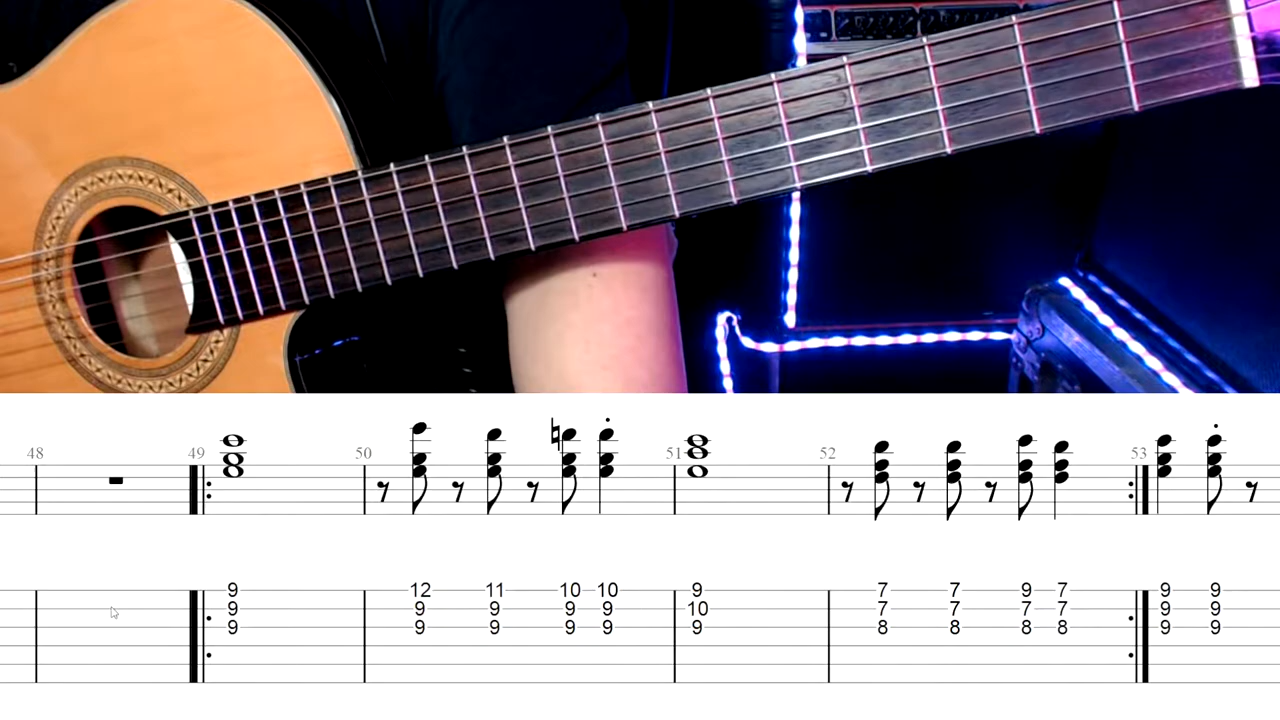 48 49 50 51 52 53
9 12 11 10 10 9 7 7 9 7 9 9
9 9 9 9 9 10 7 7 7 7 9 9
9 9 9 9 9 9 8 8 8 8 9 9